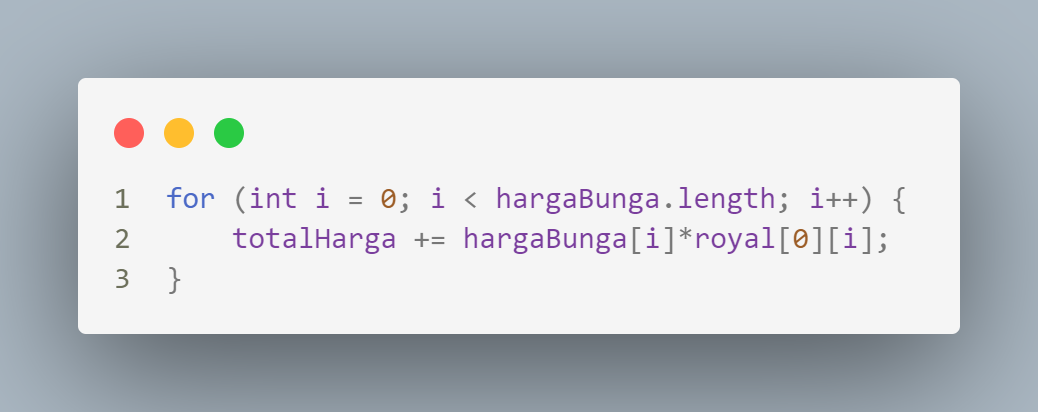 1 for (int i = 0; i < hargaBunga.length; i++) {
2     totalHarga += hargaBunga[i]*royal[0][i];
3 }